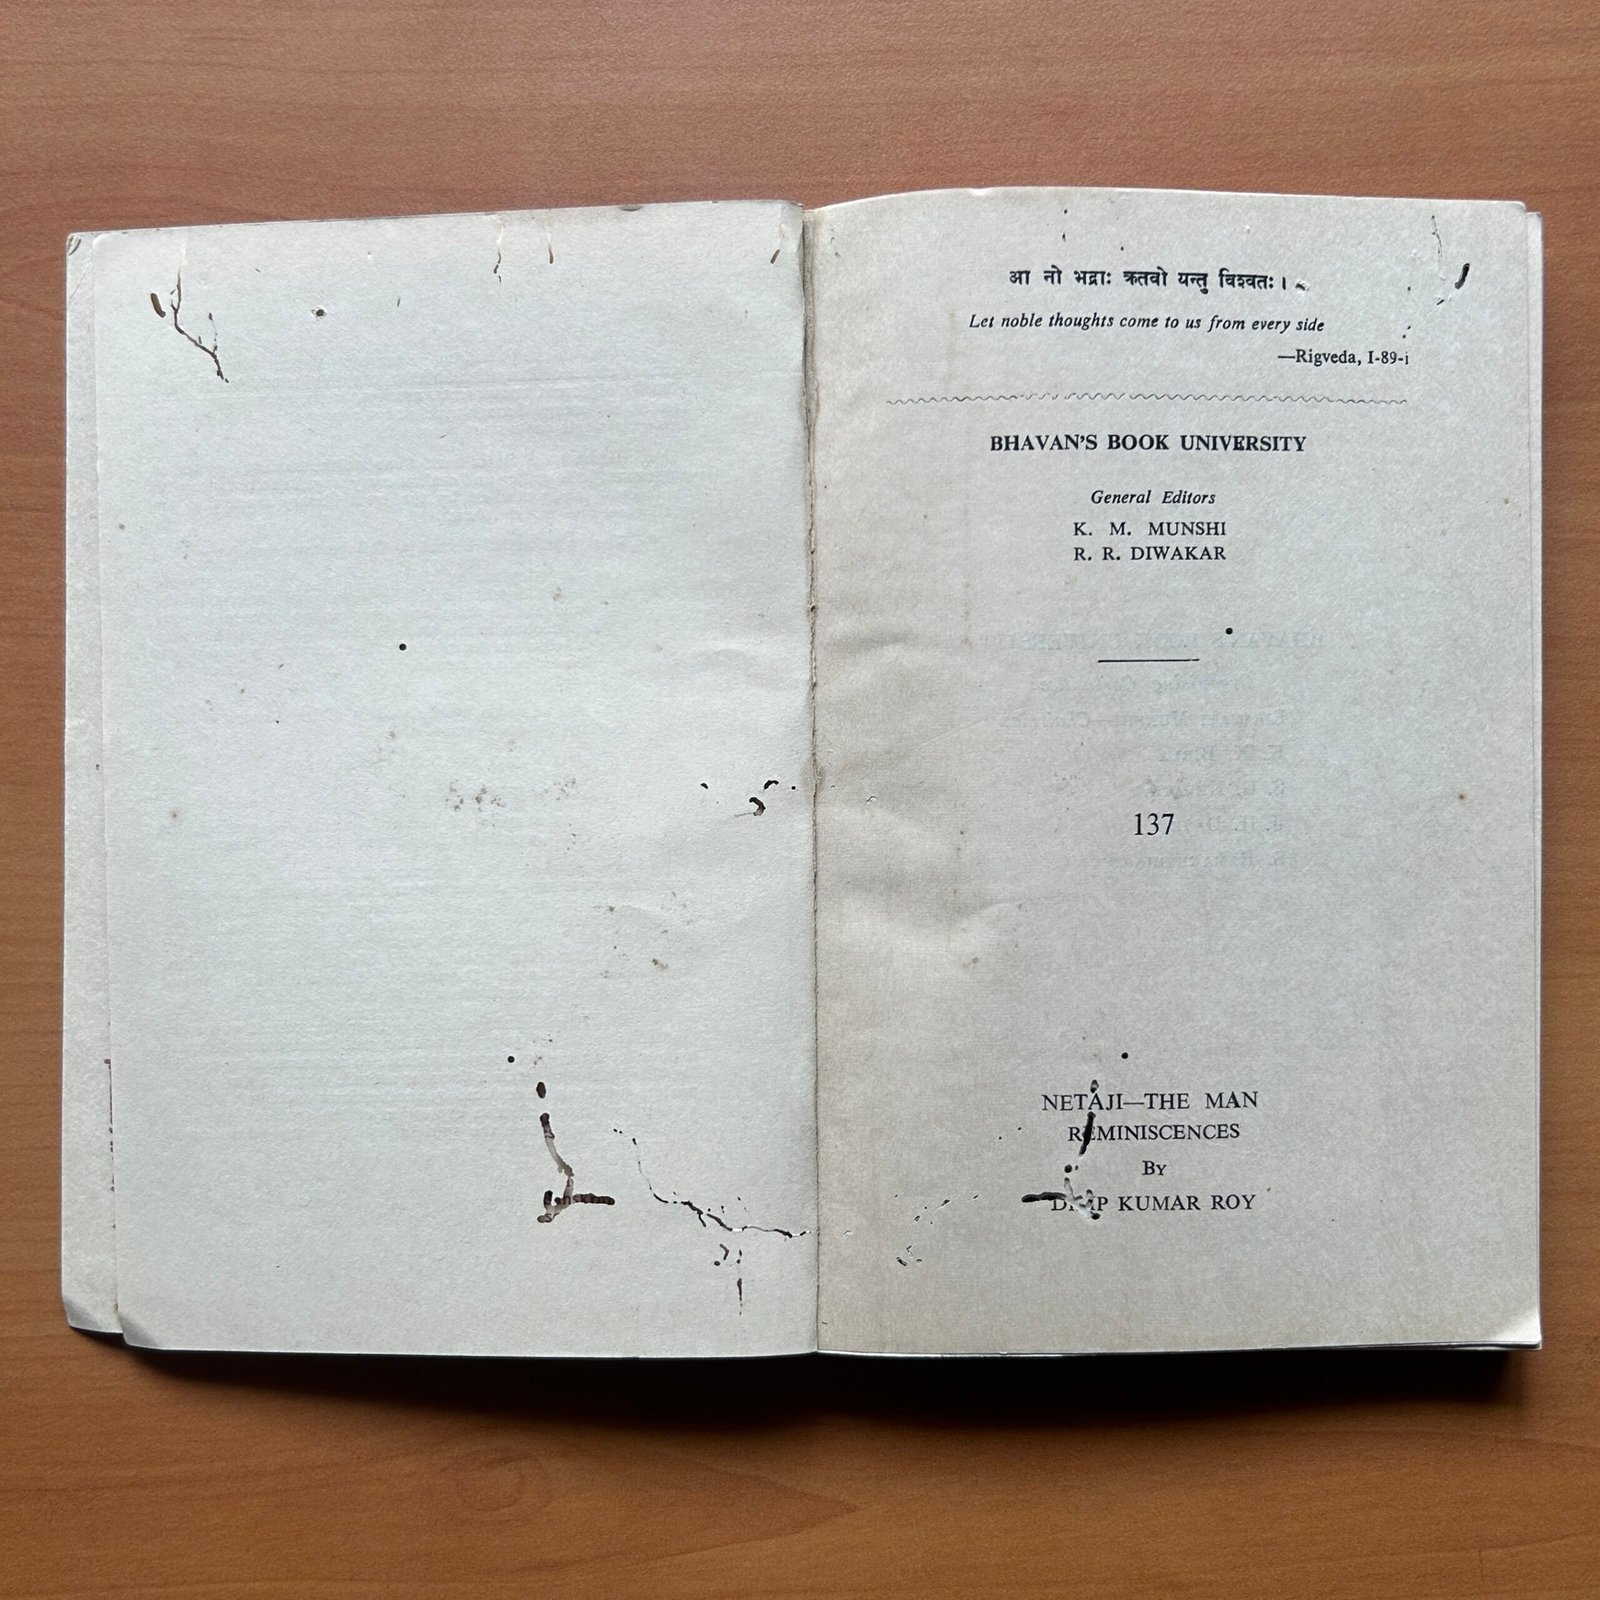 आ नो भद्राः क्रतवो यन्तु विश्वतः।
Let noble thoughts come to us from every side
—Rigveda, I-89-i
BHAVAN'S BOOK UNIVERSITY
General Editors
K. M. MUNSHI
R. R. DIWAKAR
137
NETAJI—THE MAN
REMINISCENCES
By
KUMAR ROY